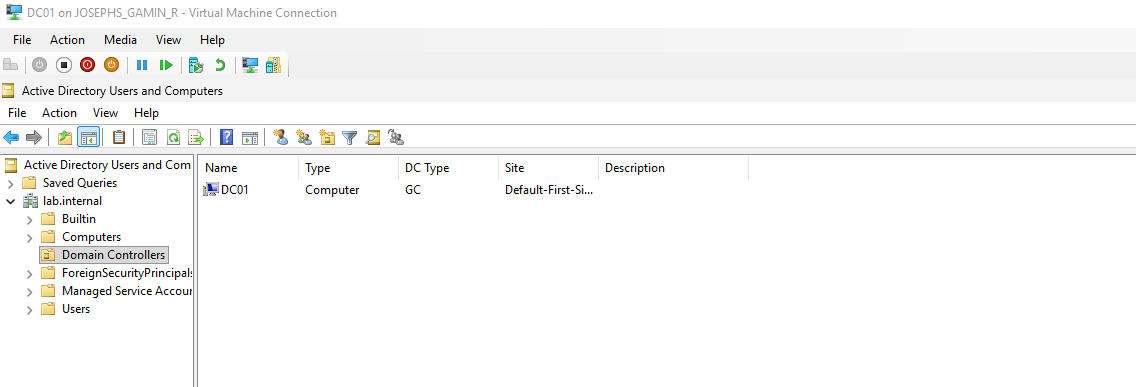 DC01 on JOSEPHS_GAMIN_R - Virtual Machine Connection
File Action Media View Help
Active Directory Users and Computers
File Action View Help
Active Directory Users and Com
Saved Queries
lab.internal
Builtin
Computers
Domain Controllers
ForeignSecurityPrincipals
Managed Service Accour
Users
Name Type DC Type Site Description
DC01 Computer GC Default-First-Si...